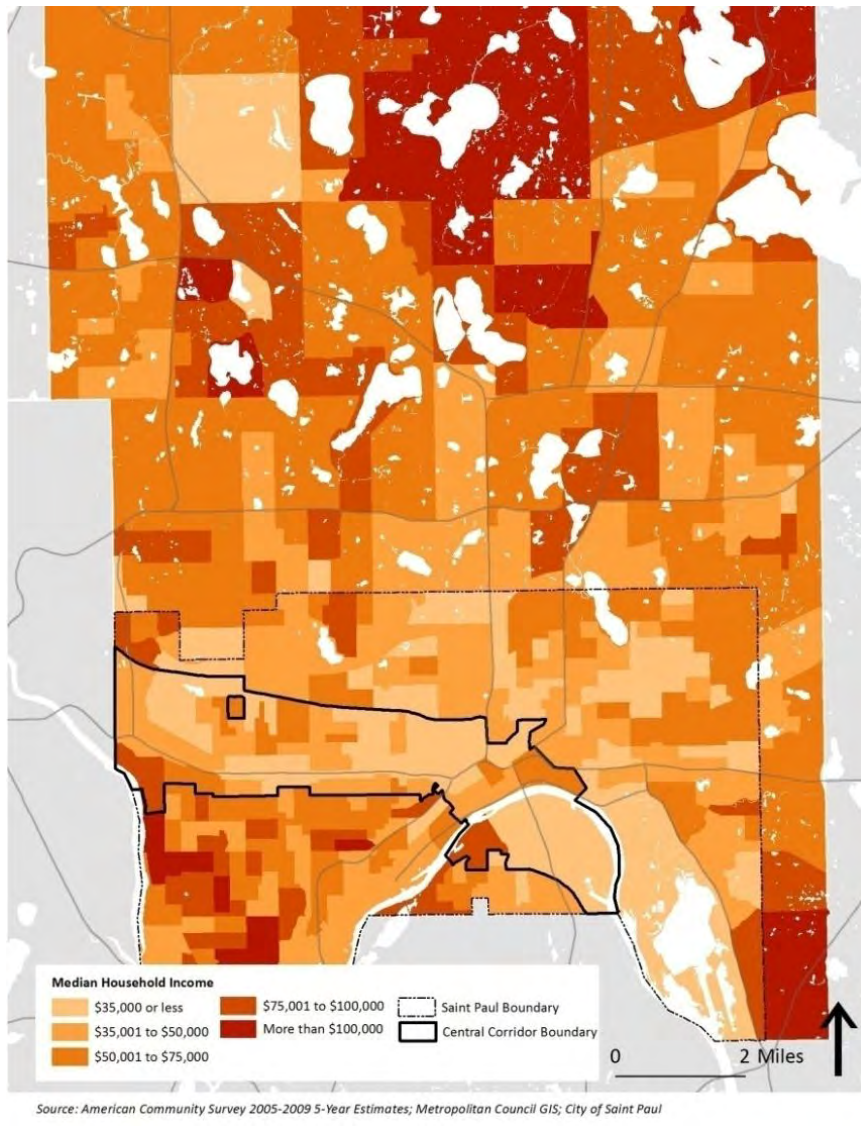 Median Household Income
$35,000 or less
$35,001 to $50,000
$50,001 to $75,000
$75,001 to $100,000
More than $100,000
Saint Paul Boundary
Central Corridor Boundary
0 2 Miles
Source: American Community Survey 2005-2009 5-Year Estimates; Metropolitan Council GIS; City of Saint Paul